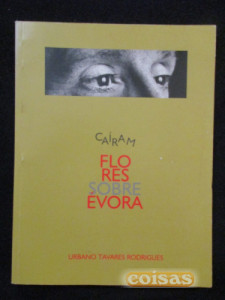 CAIRAM
FLO
RES
SOBRE
ÉVORA
URBANO TAVARES RODRIGUES
coisas